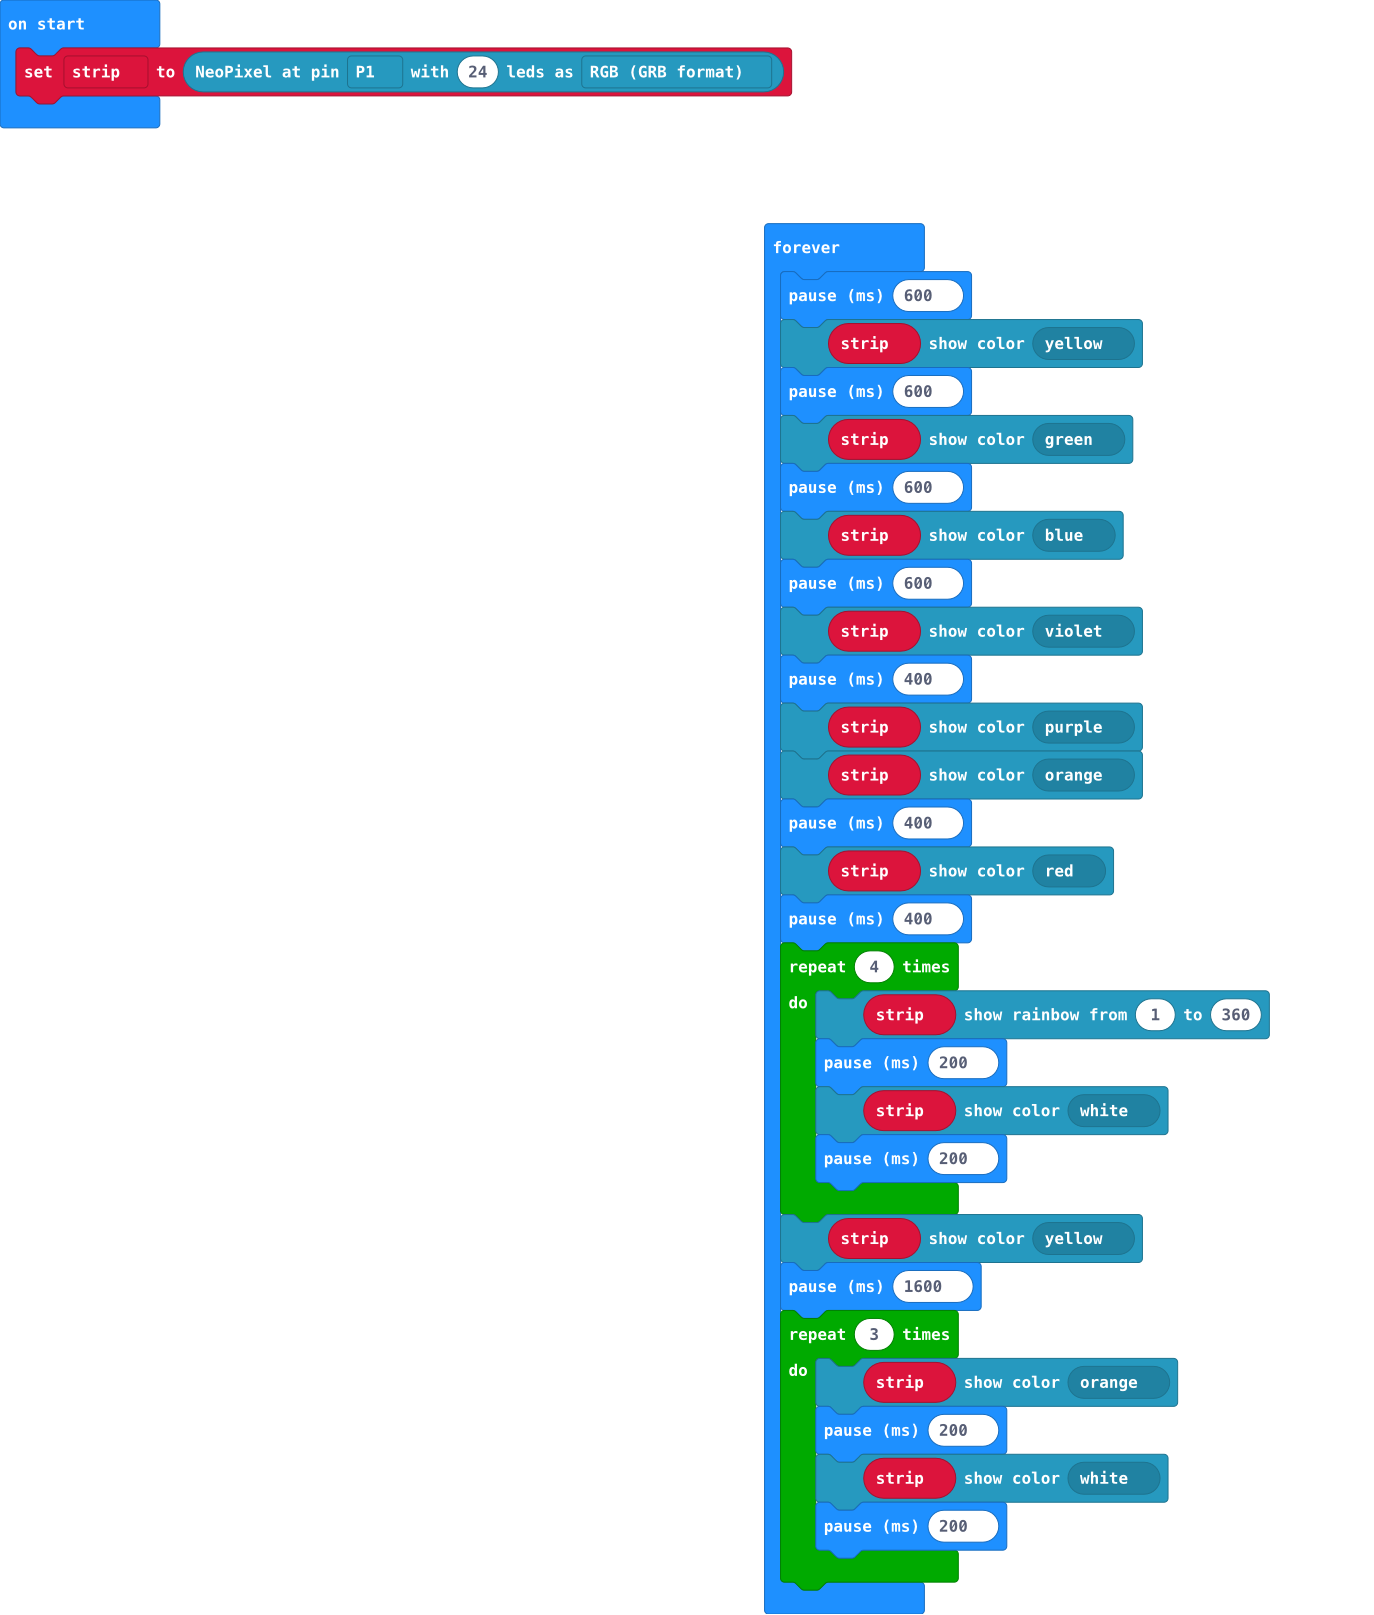 on start
set strip to NeoPixel at pin P1 with 24 leds as RGB (GRB format)
forever
pause (ms) 600
strip show color yellow
pause (ms) 600
strip show color green
pause (ms) 600
strip show color blue
pause (ms) 600
strip show color violet
pause (ms) 400
strip show color purple
strip show color orange
pause (ms) 400
strip show color red
pause (ms) 400
repeat 4 times
do
strip show rainbow from 1 to 360
pause (ms) 200
strip show color white
pause (ms) 200
strip show color yellow
pause (ms) 1600
repeat 3 times
do
strip show color orange
pause (ms) 200
strip show color white
pause (ms) 200